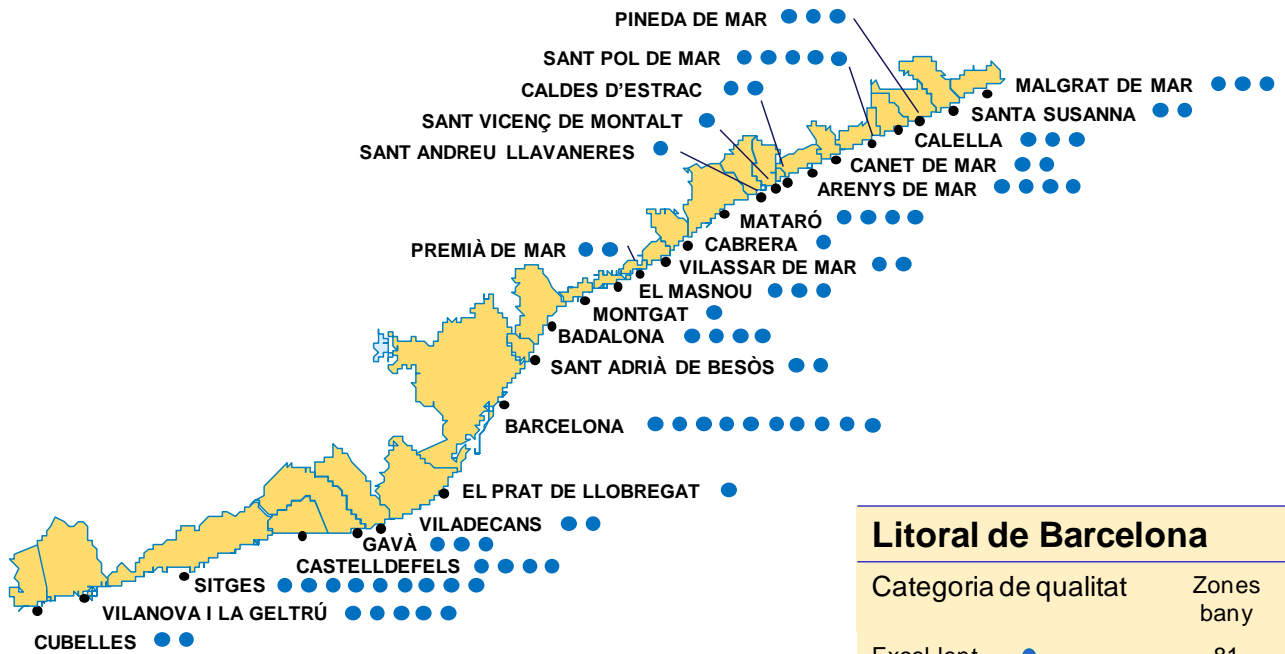 PINEDA DE MAR
SANT POL DE MAR
CALDES D'ESTRAC
MALGRAT DE MAR
SANTA SUSANNA
SANT VICENÇ DE MONTALT
CALELLA
SANT ANDREU LLAVANERES
CANET DE MAR
ARENYS DE MAR
MATARÓ
CABRERA
PREMIÀ DE MAR
VILASSAR DE MAR
EL MASNOU
MONTGAT
BADALONA
SANT ADRIÀ DE BESÒS
BARCELONA
EL PRAT DE LLOBREGAT
VILADECANS
GAVÀ
CASTELLDEFELS
SITGES
VILANOVA I LA GELTRÚ
CUBELLES
Litoral de Barcelona
Categoria de qualitat Zones
bany
Excel·lent 81